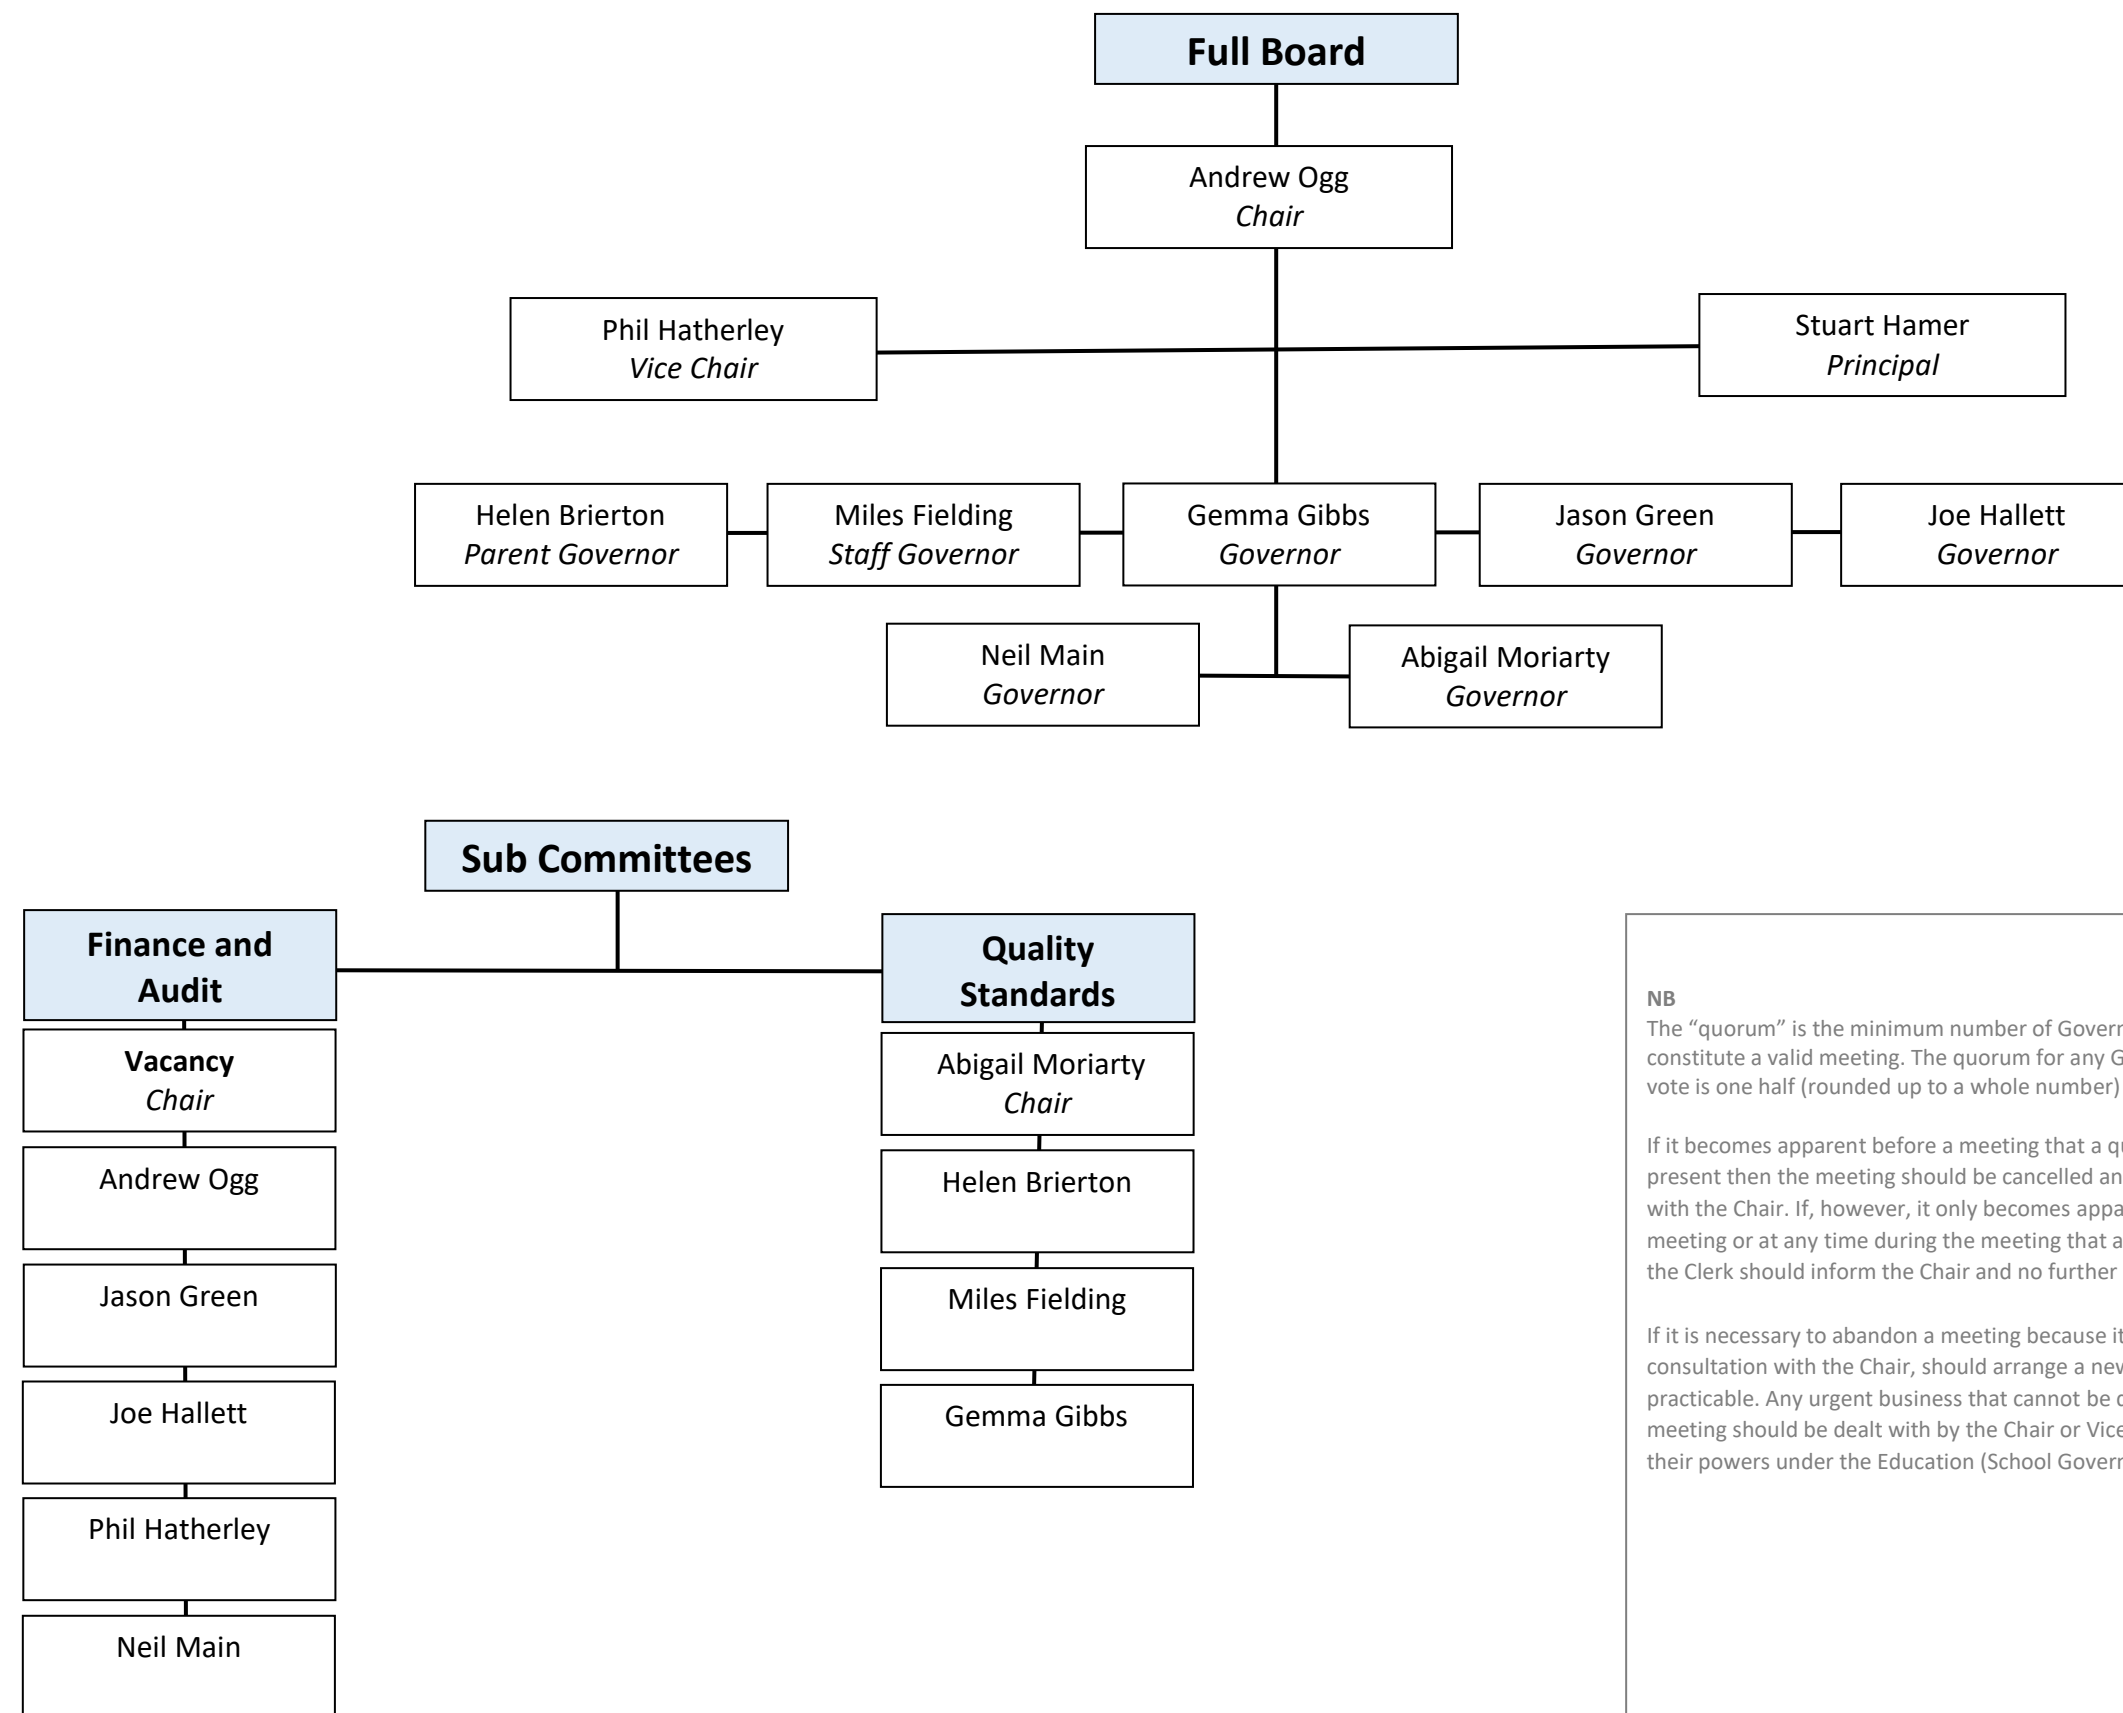 Full Board
Andrew Ogg
Chair
Phil Hatherley
Vice Chair
Stuart Hamer
Principal
Helen Brierton
Parent Governor
Miles Fielding
Staff Governor
Gemma Gibbs
Governor
Jason Green
Governor
Joe Hallett
Governor
Neil Main
Governor
Abigail Moriarty
Governor
Sub Committees
Finance and
Audit
Vacancy
Chair
Andrew Ogg
Jason Green
Joe Hallett
Phil Hatherley
Neil Main
Quality
Standards
Abigail Moriarty
Chair
Helen Brierton
Miles Fielding
Gemma Gibbs
NB
The “quorum” is the minimum number of
constitute a valid meeting. The quorum for any
vote is one half (rounded up to a whole number)
If it becomes apparent before a meeting that a
present then the meeting should be cancelled
with the Chair. If, however, it only becomes
meeting or at any time during the meeting that a
the Clerk should inform the Chair and no further
If it is necessary to abandon a meeting because
consultation with the Chair, should arrange a
practicable. Any urgent business that cannot be
meeting should be dealt with by the Chair or
their powers under the Education (School